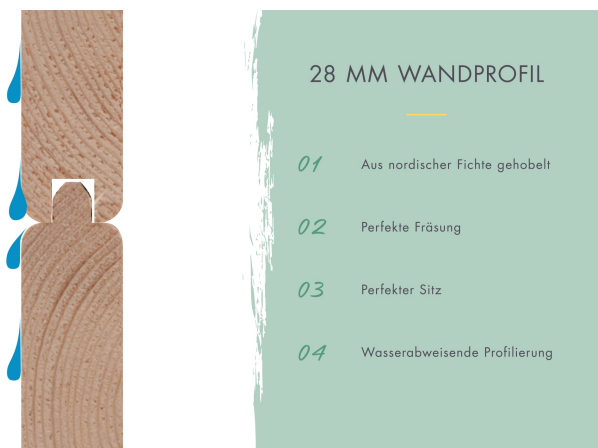 28 MM WANDPROFIL
01 Aus nordischer Fichte gehobelt
02 Perfekte Fräsung
03 Perfekter Sitz
04 Wasserabweisende Profilierung